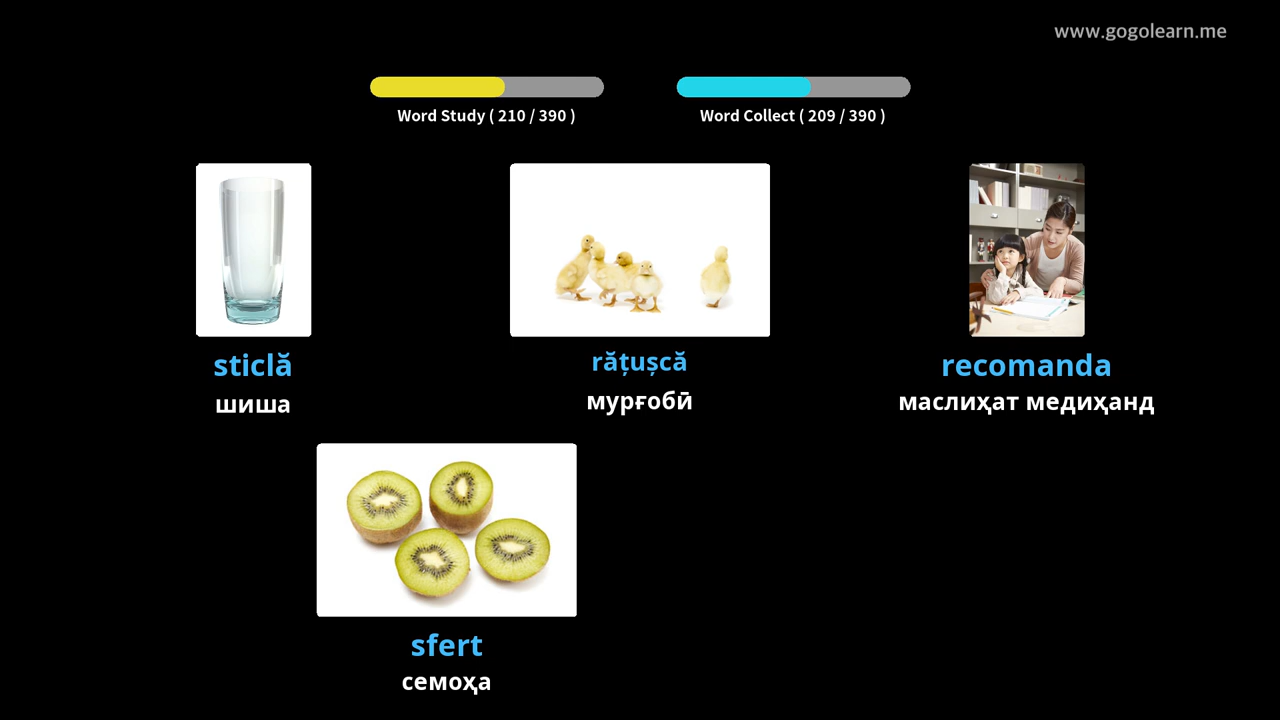 www.gogolearn.me
Word Study ( 210 / 390 )
Word Collect ( 209 / 390 )
sticlă
шиша
rățușcă
мурғобӣ
recomanda
маслиҳат медиҳанд
sfert
семоҳа